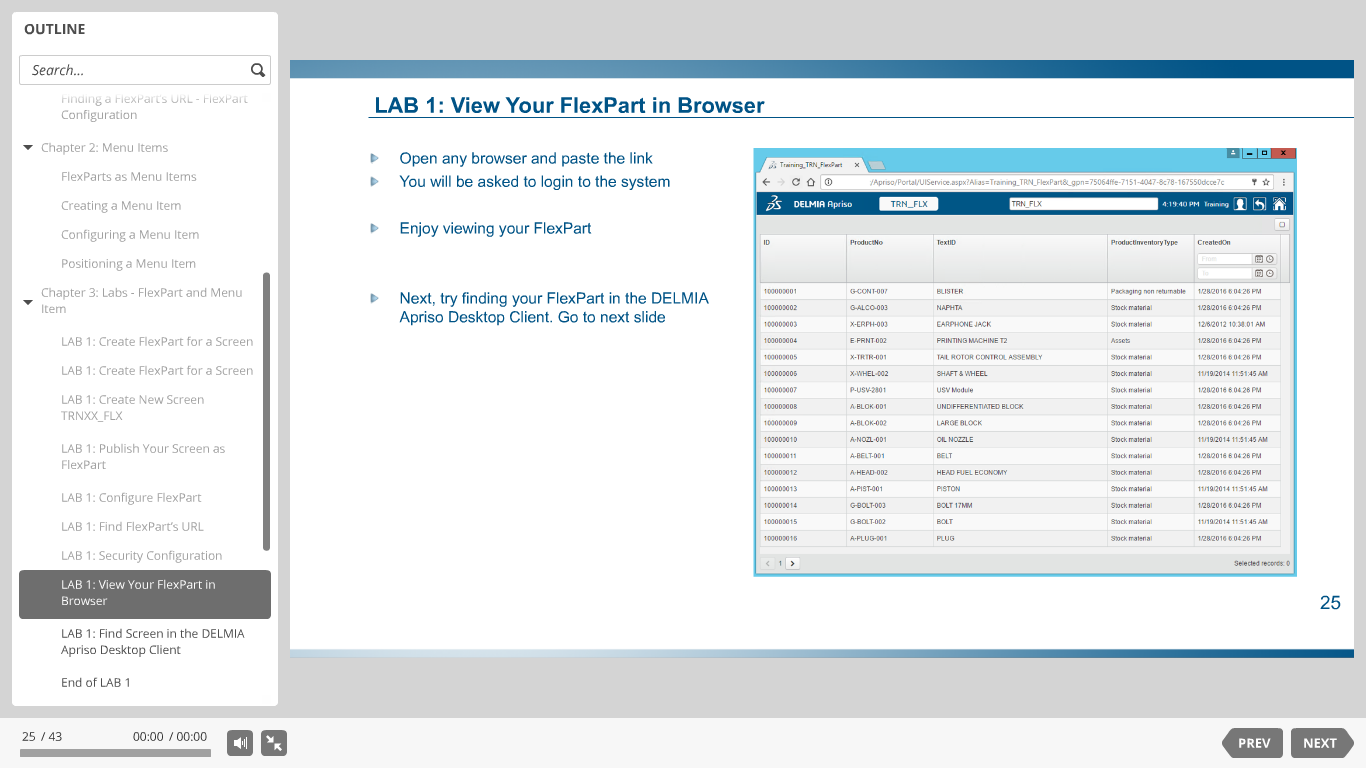 OUTLINE
Search...
Finding a FlexPart's URL - FlexPart
Configuration
Chapter 2: Menu Items
FlexParts as Menu Items
Creating a Menu Item
Configuring a Menu Item
Positioning a Menu Item
Chapter 3: Labs - FlexPart and Menu
Item
LAB 1: Create FlexPart for a Screen
LAB 1: Create FlexPart for a Screen
LAB 1: Create New Screen
TRNXX_FLX
LAB 1: Publish Your Screen as
FlexPart
LAB 1: Configure FlexPart
LAB 1: Find FlexPart's URL
LAB 1: Security Configuration
LAB 1: View Your FlexPart in
Browser
LAB 1: Find Screen in the DELMIA
Apriso Desktop Client
End of LAB 1
25 / 43 00:00 / 00:00
LAB 1: View Your FlexPart in Browser
Open any browser and paste the link
You will be asked to login to the system
Enjoy viewing your FlexPart
Next, try finding your FlexPart in the DELMIA
Apriso Desktop Client. Go to next slide
Training_TRN_FlexPart
/Apriso/Portal/UIService.aspx?Alias=Training_TRN_FlexPart&_gpn=75064ffe-7151-4047-8c78-167550dcce7c
DELMIA Apriso TRN_FLX TRN_FLX 4:19:40 PM Training
ID ProductNo TextID ProductInventoryType CreatedOn
From
To
100000001 G-CONT-007 BLISTER Packaging non returnable 1/28/2016 6:04:26 PM
100000002 G-ALCO-003 NAPHTA Stock material 1/28/2016 6:04:26 PM
100000003 X-ERPH-003 EARPHONE JACK Stock material 12/6/2012 10:38:01 AM
100000004 E-PRNT-002 PRINTING MACHINE T2 Assets 1/28/2016 6:04:26 PM
100000005 X-TRTR-001 TAIL ROTOR CONTROL ASSEMBLY Stock material 1/28/2016 6:04:26 PM
100000006 X-WHEL-002 SHAFT & WHEEL Stock material 11/19/2014 11:51:45 AM
100000007 P-USV-2801 USV Module Stock material 1/28/2016 6:04:26 PM
100000008 A-BLOK-001 UNDIFFERENTIATED BLOCK Stock material 1/28/2016 6:04:26 PM
100000009 A-BLOK-002 LARGE BLOCK Stock material 1/28/2016 6:04:26 PM
100000010 A-NOZL-001 OIL NOZZLE Stock material 11/19/2014 11:51:45 AM
100000011 A-BELT-001 BELT Stock material 1/28/2016 6:04:26 PM
100000012 A-HEAD-002 HEAD FUEL ECONOMY Stock material 1/28/2016 6:04:26 PM
100000013 A-PIST-001 PISTON Stock material 11/19/2014 11:51:45 AM
100000014 G-BOLT-003 BOLT 17MM Stock material 1/28/2016 6:04:26 PM
100000015 G-BOLT-002 BOLT Stock material 11/19/2014 11:51:45 AM
100000016 A-PLUG-001 PLUG Stock material 1/28/2016 6:04:26 PM
1 Selected records: 0
25
PREV NEXT